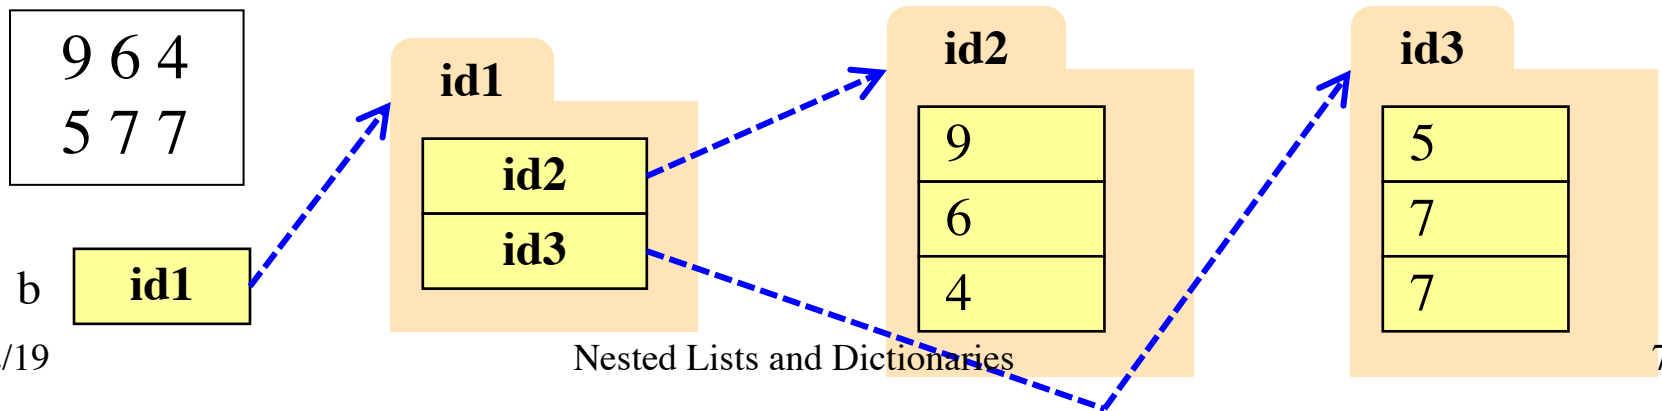 9 6 4
5 7 7
b
id1
id1
id2
id3
id2
9
6
4
id3
5
7
7
/19
Nested Lists and Dictionaries